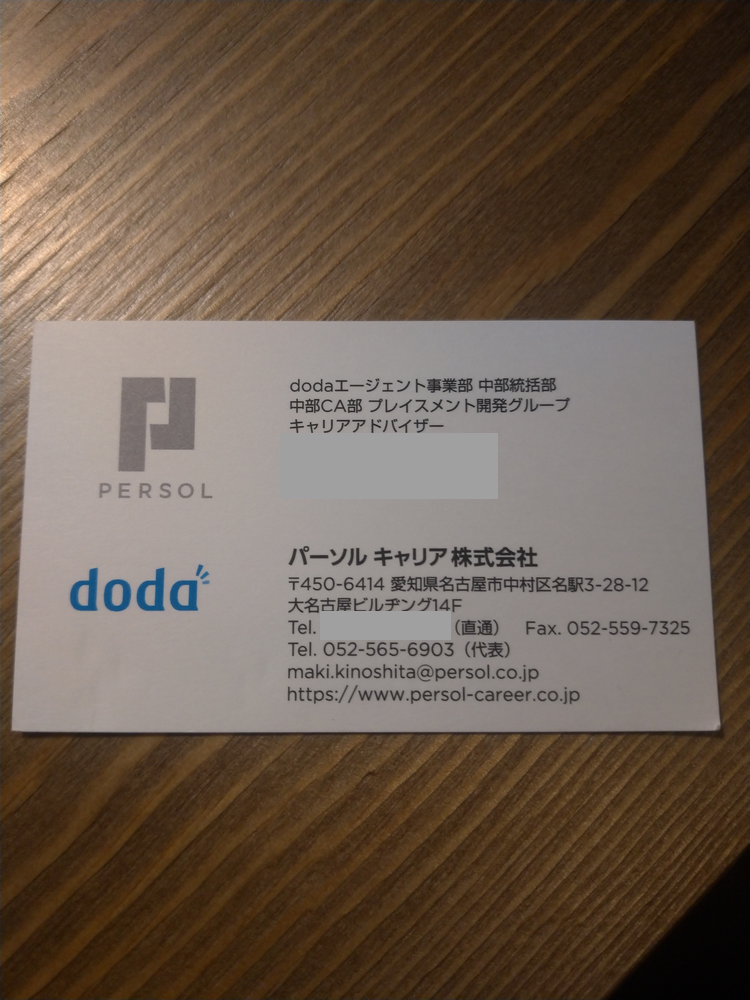 PERSOL
doda
dodaエージェント事業部 中部統括部
中部CA部 プレイスメント開発グループ
キャリアアドバイザー
パーソル キャリア株式会社
〒450-6414 愛知県名古屋市中村区名駅3-28-12
大名古屋ビルヂング14F
Tel. （直通） Fax. 052-559-7325
Tel. 052-565-6903（代表）
maki.kinoshita@persol.co.jp
https://www.persol-career.co.jp